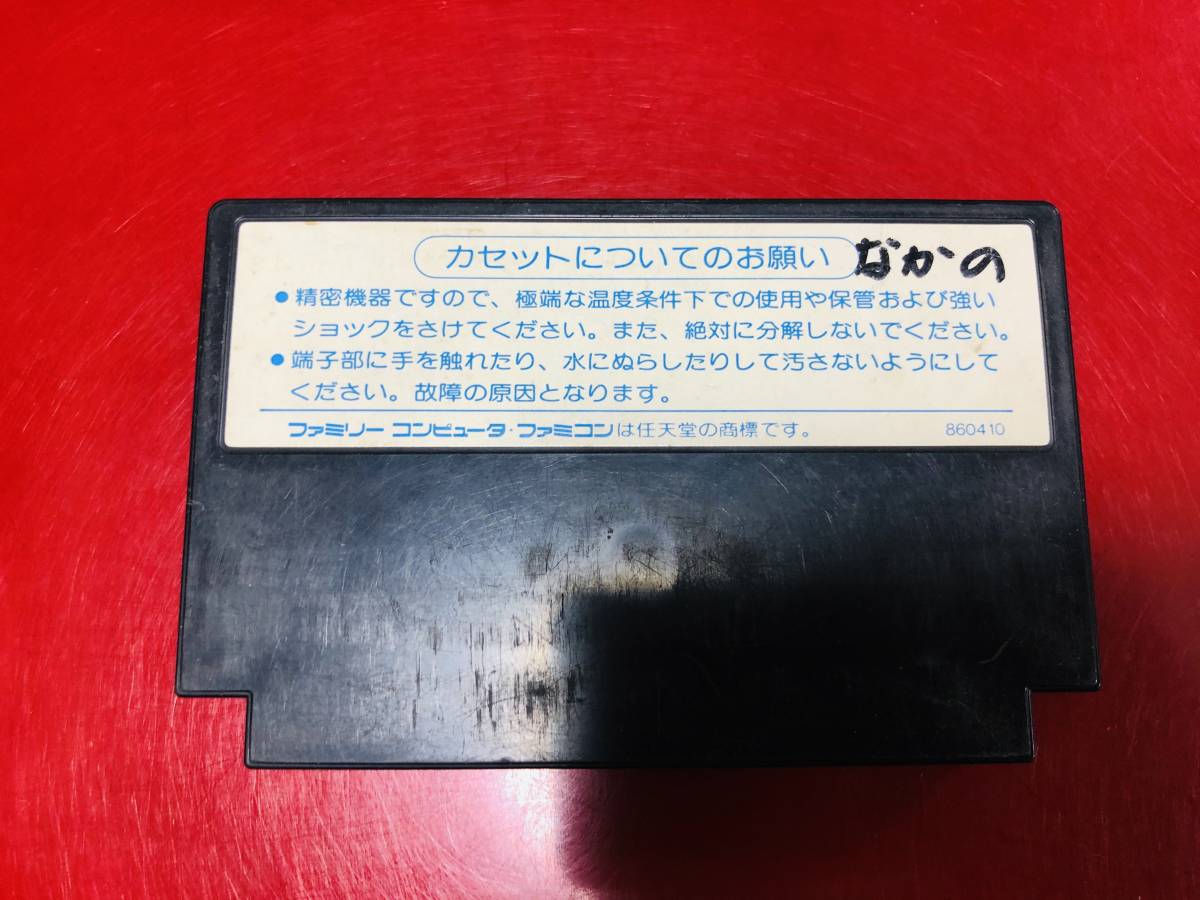 カセットについてのお願い なかの
●精密機器ですので、極端な温度条件下での使用や保管および強い
ショックをさけてください。また、絶対に分解しないでください。
●端子部に手を触れたり、水にぬらしたりして汚さないようにして
ください。故障の原因となります。
ファミリー コンピュータ・ファミコンは任天堂の商標です。 860410